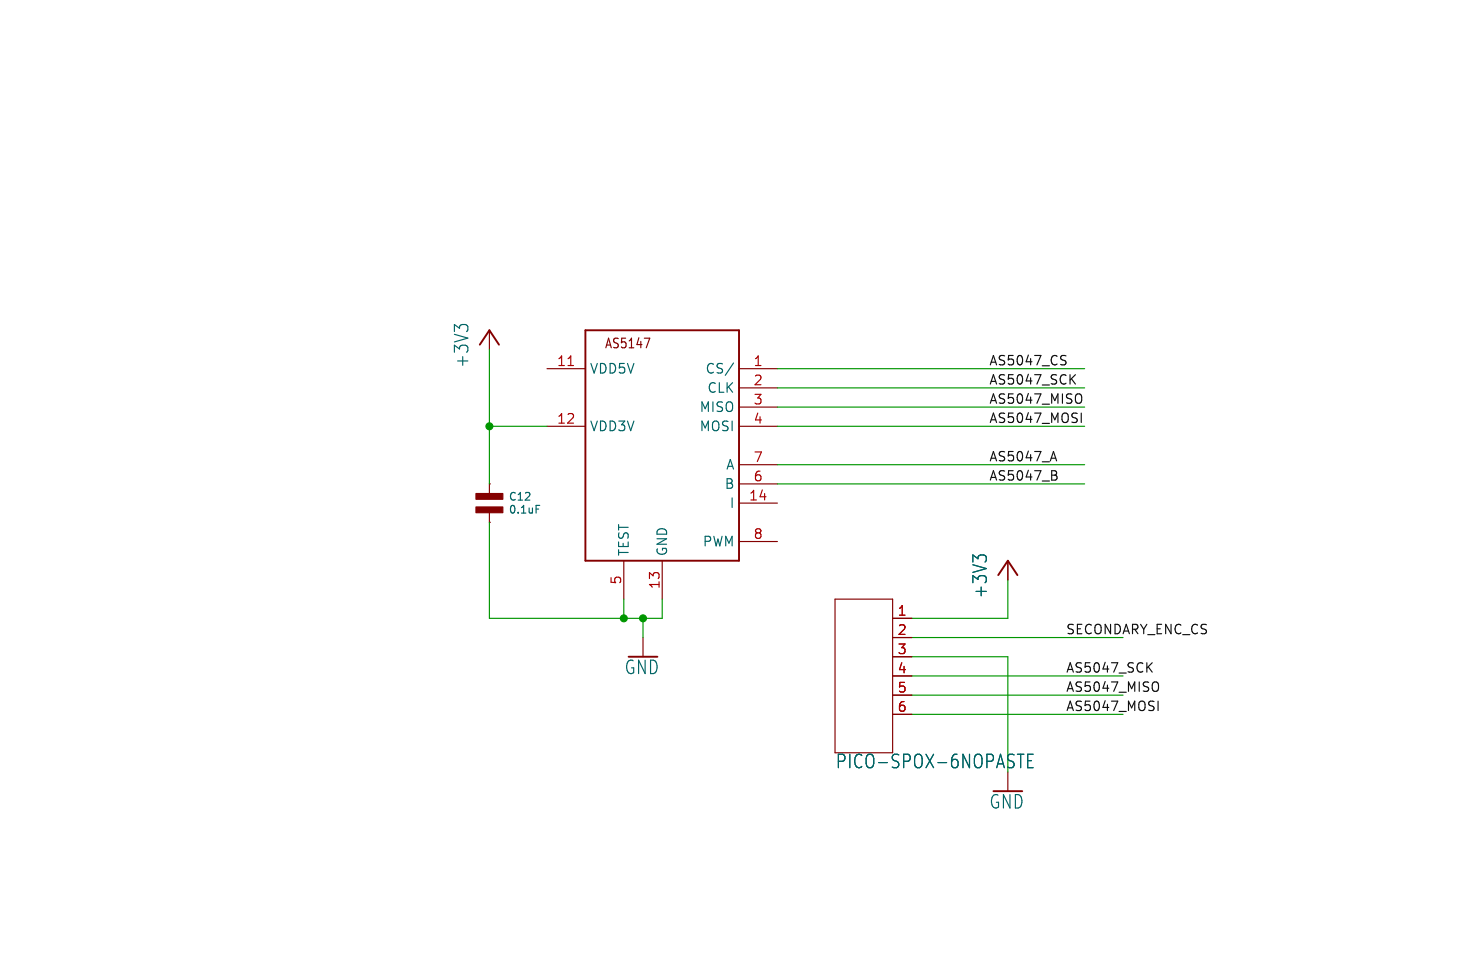 +3V3
AS5147
11
VDD5V
12
VDD3V
CS/
1
AS5047_CS
CLK
2
AS5047_SCK
MISO
3
AS5047_MISO
MOSI
4
AS5047_MOSI
A
7
AS5047_A
B
6
AS5047_B
I
14
PWM
8
C12
0.1uF
TEST
5
GND
13
GND
+3V3
1
2
SECONDARY_ENC_CS
3
4
AS5047_SCK
5
AS5047_MISO
6
AS5047_MOSI
PICO-SPOX-6NOPASTE
GND